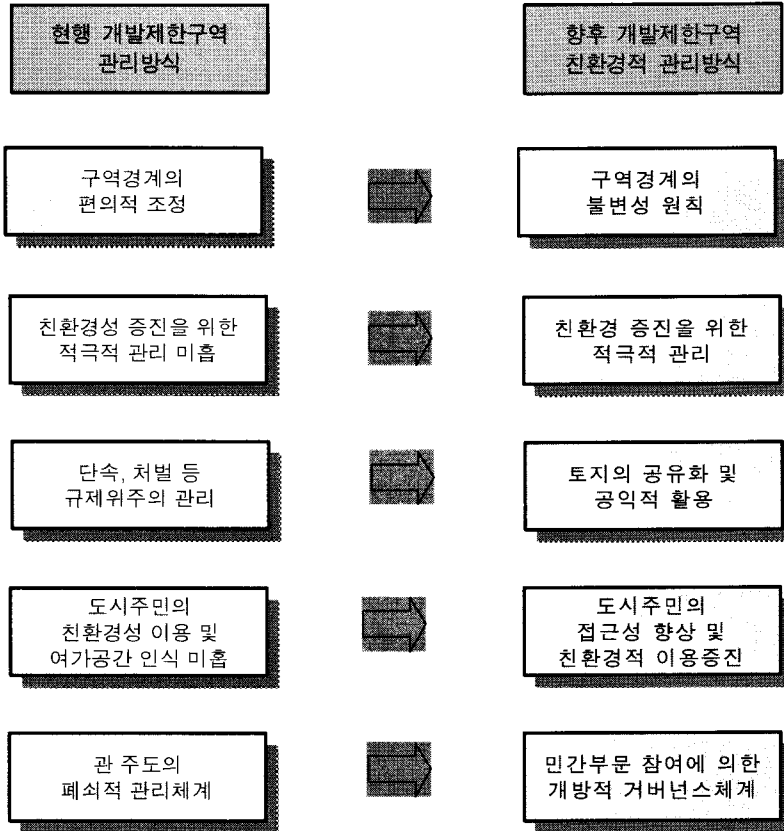 현행 개발제한구역
관리방식
향후 개발제한구역
친환경적 관리방식
구역경계의
편의적 조정
구역경계의
불변성 원칙
친환경성 증진을 위한
적극적 관리 미흡
친환경 증진을 위한
적극적 관리
단속, 처벌 등
규제위주의 관리
토지의 공유화 및
공익적 활용
도시주민의
친환경성 이용 및
여가공간 인식 미흡
도시주민의
접근성 향상 및
친환경적 이용증진
관 주도의
폐쇄적 관리체계
민간부문 참여에 의한
개방적 거버넌스체계